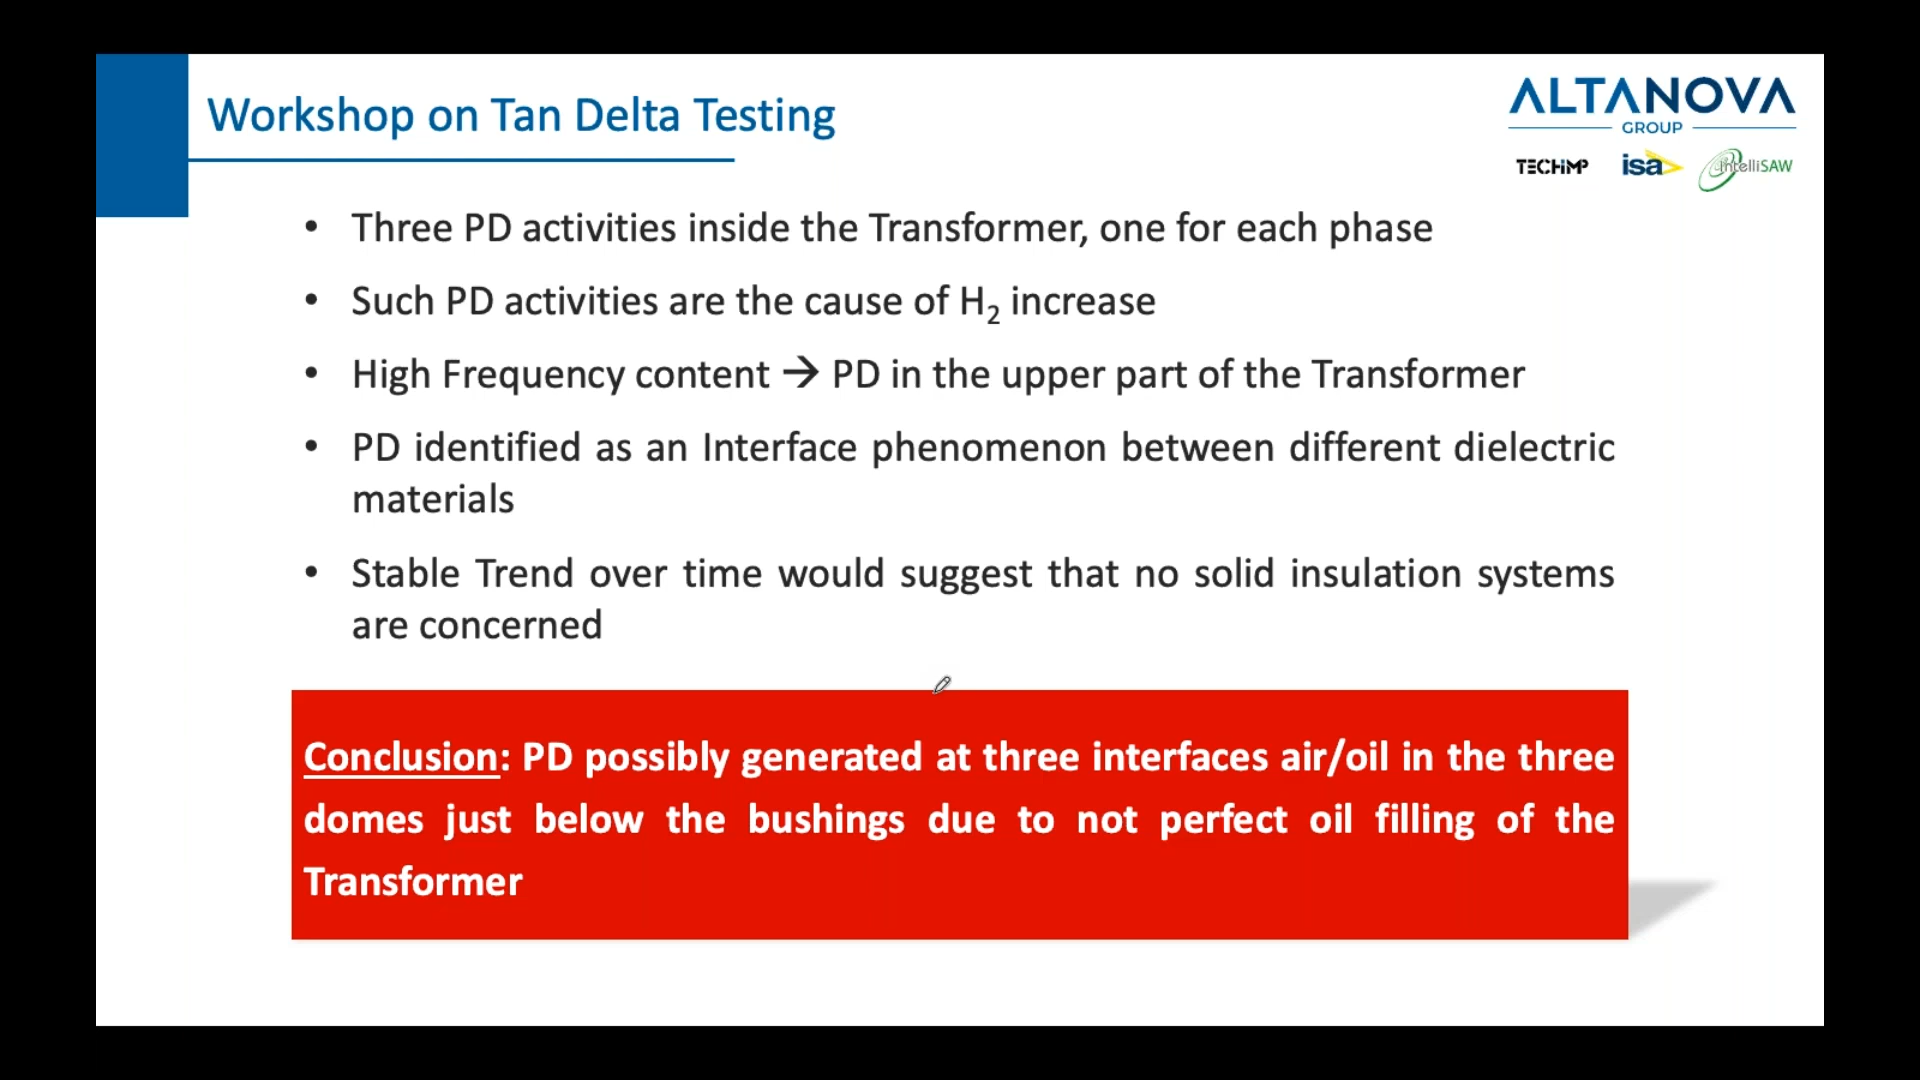 Workshop on Tan Delta Testing
ALTANOVA
GROUP
TECHIMP
isa
intelliSAW
• Three PD activities inside the Transformer, one for each phase
• Such PD activities are the cause of H₂ increase
• High Frequency content → PD in the upper part of the Transformer
• PD identified as an Interface phenomenon between different dielectric
materials
• Stable Trend over time would suggest that no solid insulation systems
are concerned
Conclusion: PD possibly generated at three interfaces air/oil in the three
domes just below the bushings due to not perfect oil filling of the
Transformer